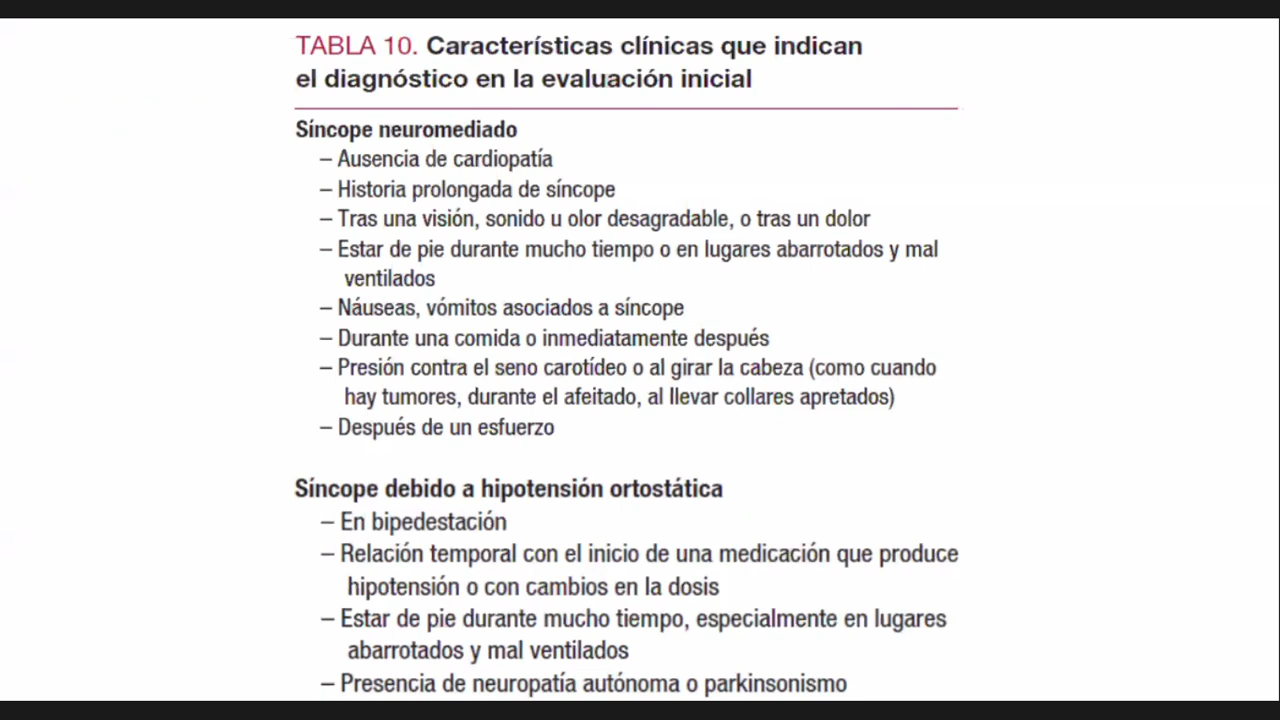 TABLA 10. Características clínicas que indican
el diagnóstico en la evaluación inicial
Síncope neuromediado
– Ausencia de cardiopatía
– Historia prolongada de síncope
– Tras una visión, sonido u olor desagradable, o tras un dolor
– Estar de pie durante mucho tiempo o en lugares abarrotados y mal
ventilados
– Náuseas, vómitos asociados a síncope
– Durante una comida o inmediatamente después
– Presión contra el seno carotídeo o al girar la cabeza (como cuando
hay tumores, durante el afeitado, al llevar collares apretados)
– Después de un esfuerzo
Síncope debido a hipotensión ortostática
– En bipedestación
– Relación temporal con el inicio de una medicación que produce
hipotensión o con cambios en la dosis
– Estar de pie durante mucho tiempo, especialmente en lugares
abarrotados y mal ventilados
– Presencia de neuropatía autónoma o parkinsonismo